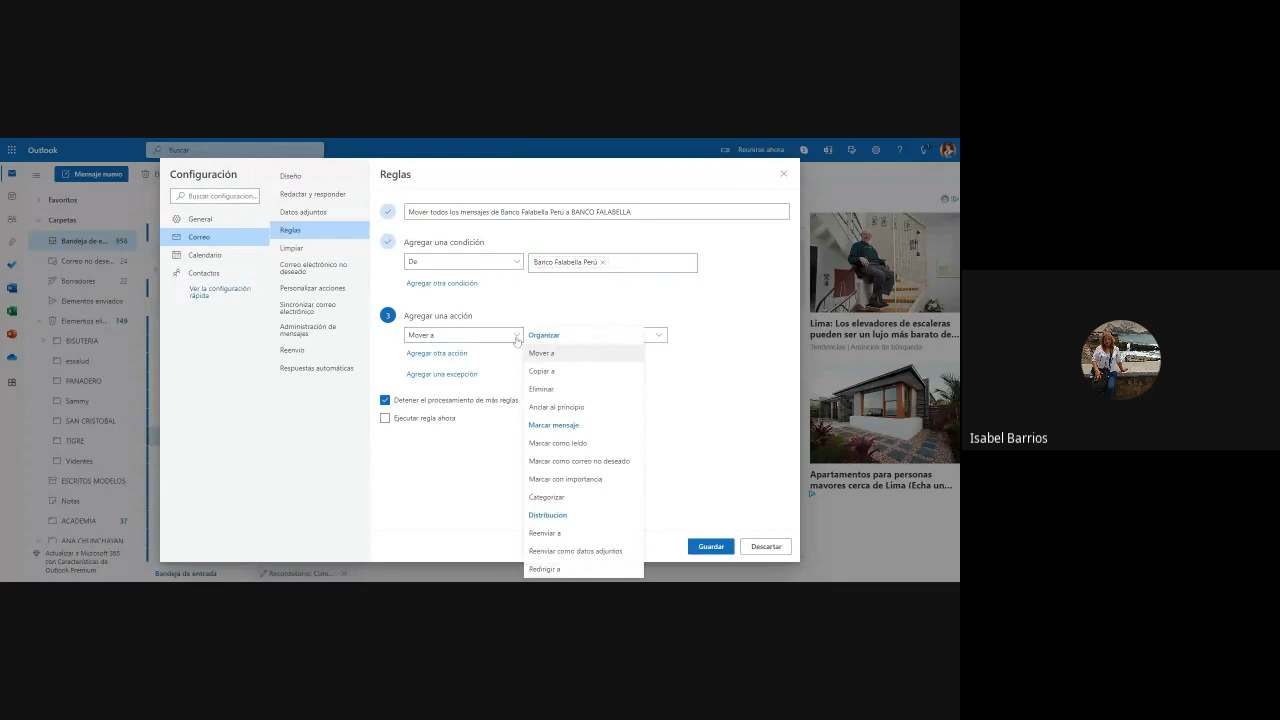 Outlook
Buscar
Reunirse ahora
Mensaje nuevo
Favoritos
Carpetas
Bandeja de e... 956
Correo no dese... 24
Borradores 22
Elementos enviados
Elementos eli... 749
BISUTERÍA
essalud
PANADERO
Sammy
SAN CRISTOBAL
TIGRE
Videntes
ESCRITOS MODELOS
Notas
ACADEMIA 37
ANA CHUNCHAYAN
Actualizar a Microsoft 365
con Características de
Outlook Premium
Configuración
Buscar configuracion...
General
Correo
Calendario
Contactos
Ver la configuración
rápida
Diseño
Redactar y responder
Datos adjuntos
Reglas
Limpiar
Correo electrónico no
deseado
Personalizar acciones
Sincronizar correo
electrónico
Administración de
mensajes
Reenvío
Respuestas automáticas
Reglas
Mover todos los mensajes de Banco Falabella Perú a BANCO FALABELLA
Agregar una condición
De
Banco Falabella Perú
Agregar otra condición
3 Agregar una acción
Mover a
Agregar otra acción
Agregar una excepción
Detener el procesamiento de más reglas
Ejecutar regla ahora
Organizar
Mover a
Copiar a
Eliminar
Anclar al principio
Marcar mensaje
Marcar como leído
Marcar como correo no deseado
Marcar con importancia
Categorizar
Distribución
Reenviar a
Reenviar como datos adjuntos
Redirigir a
Guardar
Descartar
Lima: Los elevadores de escaleras
pueden ser un lujo más barato de...
Tendencias | Anuncios de búsqueda
Apartamentos para personas
mayores cerca de Lima (Echa un...
Bandeja de entrada
Recordatorio: Cám...
Isabel Barrios